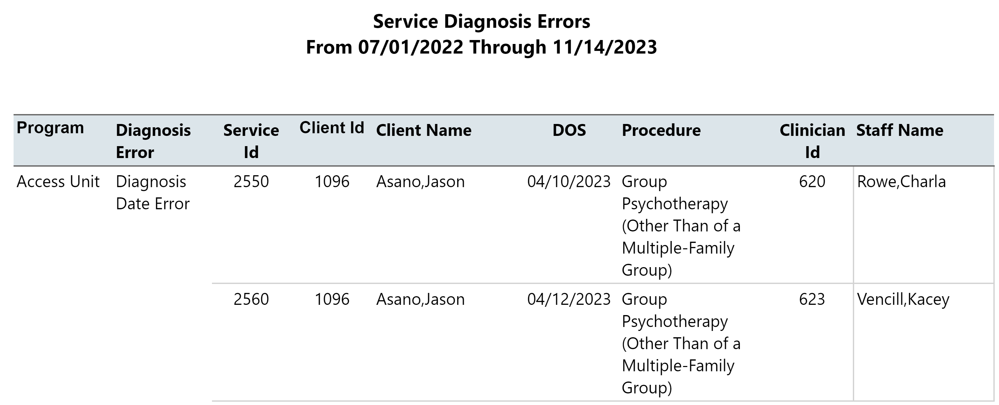 Service Diagnosis Errors
From 07/01/2022 Through 11/14/2023
Program Diagnosis Error Service Id Client Id Client Name DOS Procedure Clinician Id Staff Name
Access Unit Diagnosis 2550 1096 Asano,Jason 04/10/2023 Group 620 Rowe,Charla
Date Error Psychotherapy
(Other Than of a
Multiple-Family
Group)
2560 1096 Asano,Jason 04/12/2023 Group 623 Vencill,Kacey
Psychotherapy
(Other Than of a
Multiple-Family
Group)